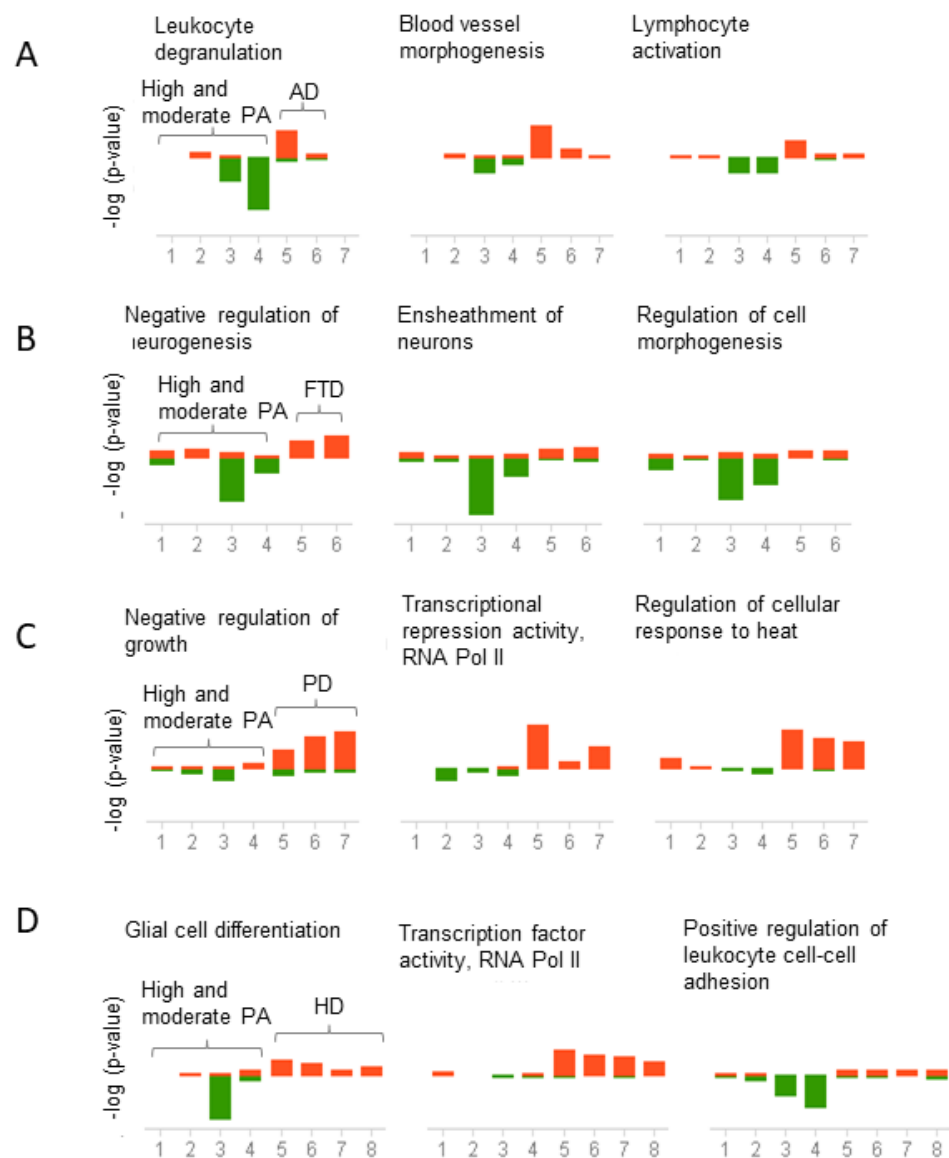 A
Leukocyte
degranulation
Blood vessel
morphogenesis
Lymphocyte
activation
High and
moderate PA
AD
-log (p-value)
1 2 3 4 5 6 7
1 2 3 4 5 6 7
1 2 3 4 5 6 7
B
Negative regulation of
neurogenesis
Ensheathment of
neurons
Regulation of cell
morphogenesis
High and
moderate PA
FTD
-log (p-value)
1 2 3 4 5 6
1 2 3 4 5 6
1 2 3 4 5 6
C
Negative regulation of
growth
Transcriptional
repression activity,
RNA Pol II
Regulation of cellular
response to heat
High and
moderate PA
PD
-log (p-value)
1 2 3 4 5 6 7
1 2 3 4 5 6 7
1 2 3 4 5 6 7
D
Glial cell differentiation
Transcription factor
activity, RNA Pol II
Positive regulation of
leukocyte cell-cell
adhesion
High and
moderate PA
HD
-log (p-value)
1 2 3 4 5 6 7 8
1 2 3 4 5 6 7 8
1 2 3 4 5 6 7 8